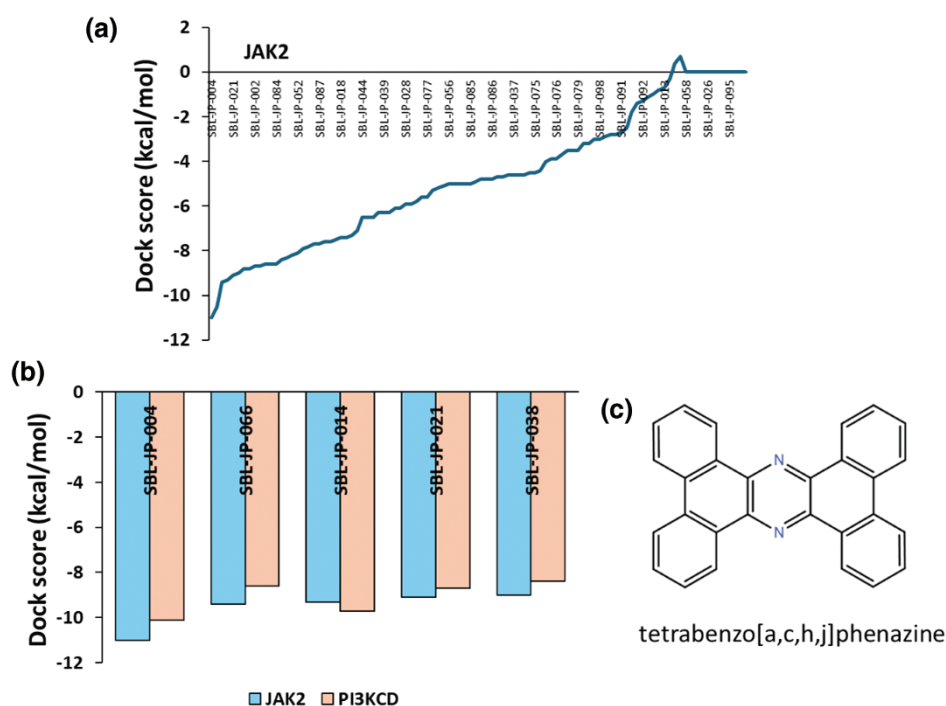 (a)
JAK2
Dock score (kcal/mol)
2
0
-2
-4
-6
-8
-10
-12
SBL-JP-004
SBL-JP-021
SBL-JP-002
SBL-JP-084
SBL-JP-052
SBL-JP-087
SBL-JP-018
SBL-JP-044
SBL-JP-039
SBL-JP-028
SBL-JP-077
SBL-JP-056
SBL-JP-085
SBL-JP-086
SBL-JP-037
SBL-JP-075
SBL-JP-076
SBL-JP-079
SBL-JP-098
SBL-JP-091
SBL-JP-092
SBL-JP-013
SBL-JP-058
SBL-JP-026
SBL-JP-095
(b)
Dock score (kcal/mol)
0
-2
-4
-6
-8
-10
-12
SBL-JP-004
SBL-JP-066
SBL-JP-014
SBL-JP-021
SBL-JP-038
JAK2 PI3KCD
(c)
N
N
tetrabenzo[a,c,h,j]phenazine